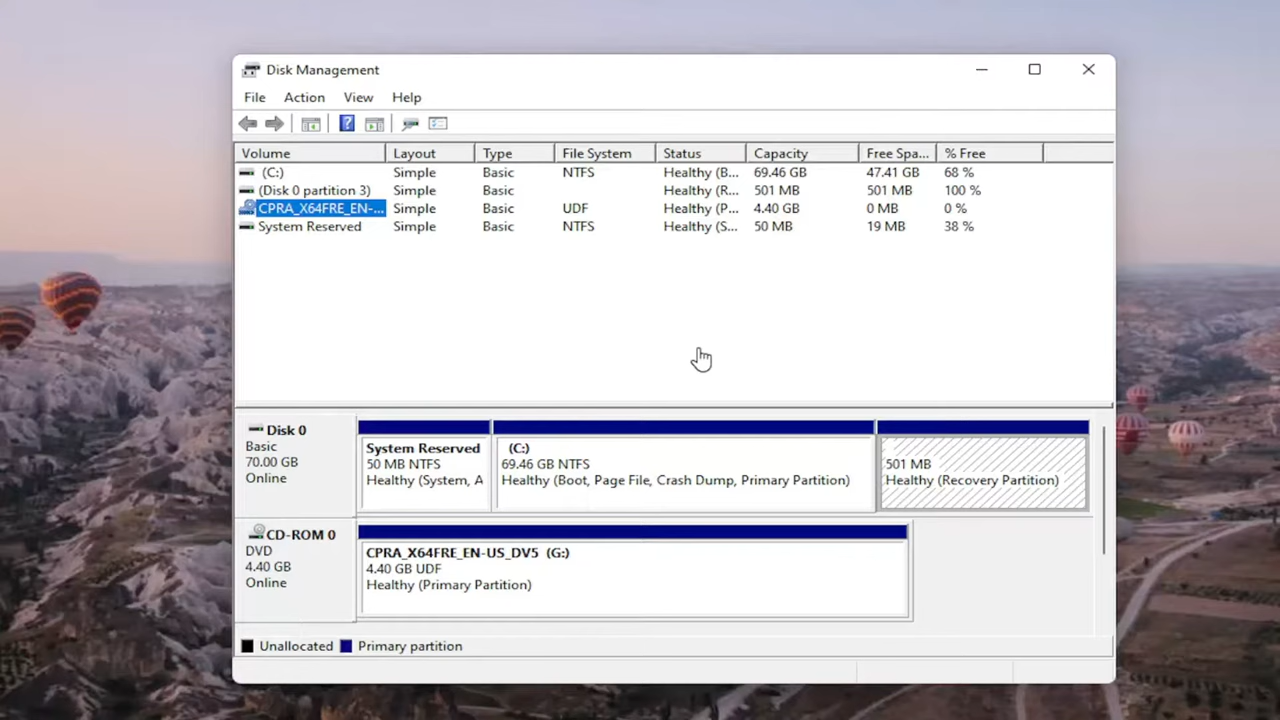 Disk Management
File Action View Help
Volume Layout Type File System Status Capacity Free Spa... % Free
(C:) Simple Basic NTFS Healthy (B... 69.46 GB 47.41 GB 68 %
(Disk 0 partition 3) Simple Basic Healthy (R... 501 MB 501 MB 100 %
CPRA_X64FRE_EN-... Simple Basic UDF Healthy (P... 4.40 GB 0 MB 0 %
System Reserved Simple Basic NTFS Healthy (S... 50 MB 19 MB 38 %
Disk 0
Basic
70.00 GB
Online
System Reserved
50 MB NTFS
Healthy (System, A
(C:)
69.46 GB NTFS
Healthy (Boot, Page File, Crash Dump, Primary Partition)
501 MB
Healthy (Recovery Partition)
CD-ROM 0
DVD
4.40 GB
Online
CPRA_X64FRE_EN-US_DV5 (G:)
4.40 GB UDF
Healthy (Primary Partition)
Unallocated Primary partition